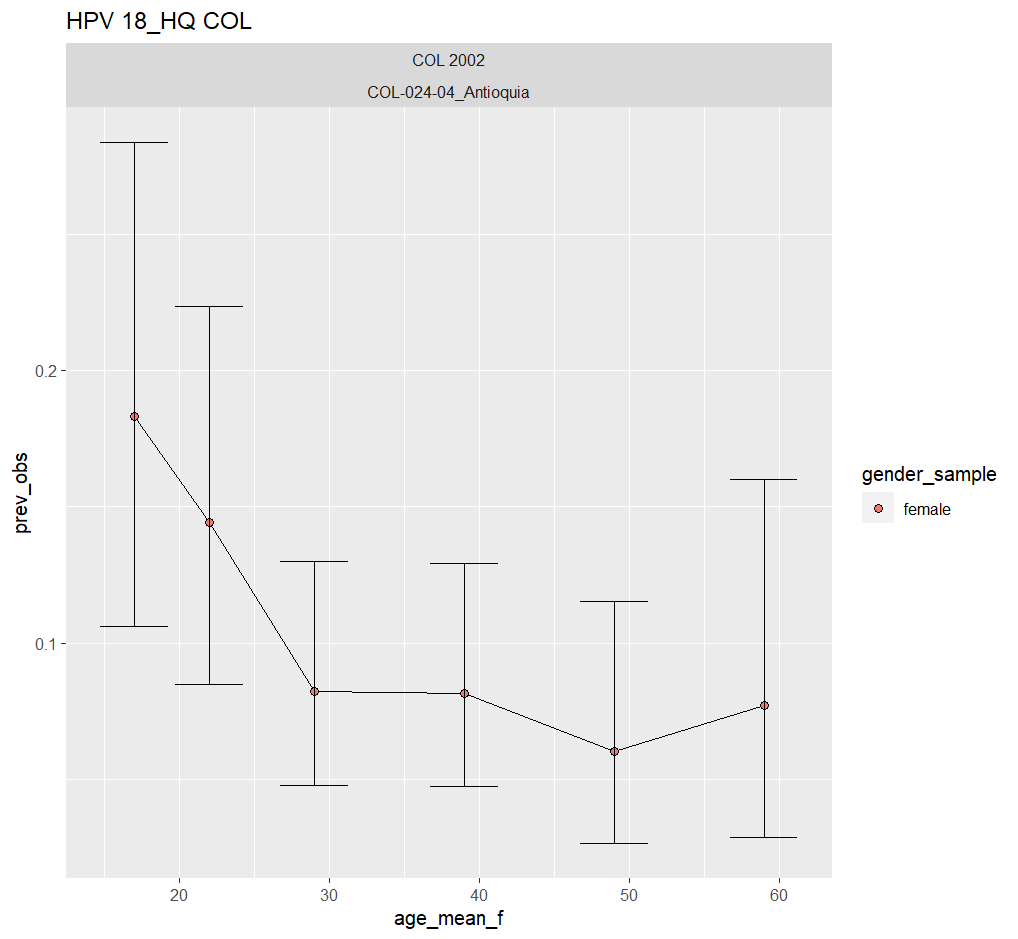 HPV 18_HQ COL
COL 2002
COL-024-04_Antioquia
0.2
0.1
prev_obs
20 30 40 50 60
age_mean_f
gender_sample
female